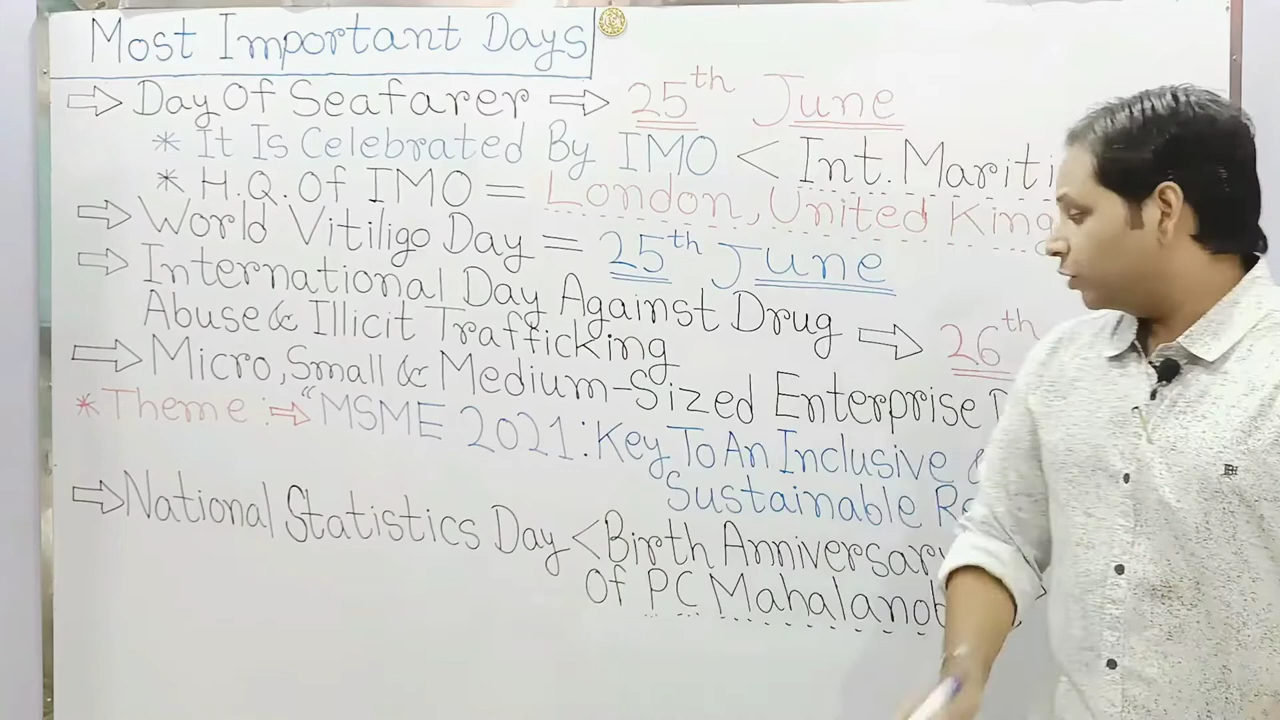 Most Important Days
⇒ Day Of Seafarer ⇒ 25th June
* It Is Celebrated By IMO < Int. Mariti
* H.Q. Of IMO = London, United King
⇒ World Vitiligo Day = 25th June
⇒ International Day Against Drug
Abuse & Illicit Trafficking ⇒ 26th
⇒ Micro, Small & Medium-Sized Enterprise D
* Theme :⇒ "MSME 2021: Key To An Inclusive &
Sustainable Re
⇒ National Statistics Day < Birth Anniversary
Of PC Mahalanob